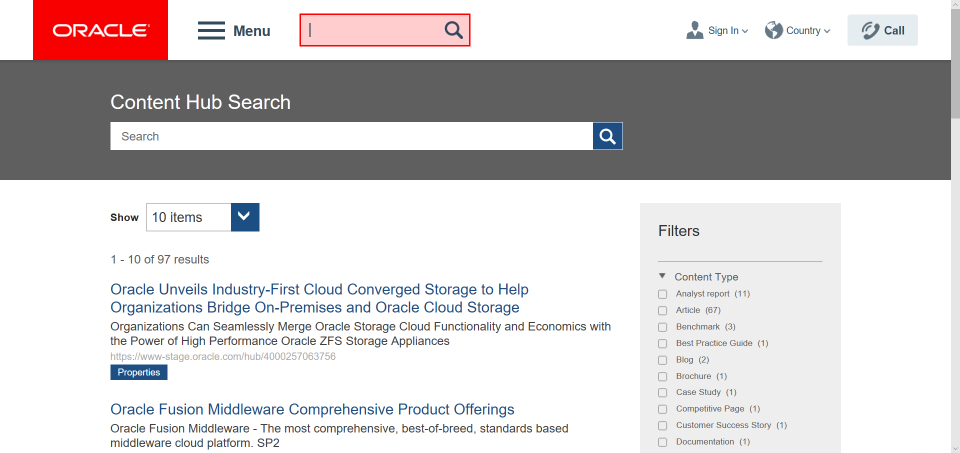 ORACLE
Menu
Sign In
Country
Call
Content Hub Search
Search
Show
10 items
1 - 10 of 97 results
Oracle Unveils Industry-First Cloud Converged Storage to Help
Organizations Bridge On-Premises and Oracle Cloud Storage
Organizations Can Seamlessly Merge Oracle Storage Cloud Functionality and Economics with
the Power of High Performance Oracle ZFS Storage Appliances
https://www-stage.oracle.com/hub/4000257063756
Properties
Oracle Fusion Middleware Comprehensive Product Offerings
Oracle Fusion Middleware - The most comprehensive, best-of-breed, standards based
middleware cloud platform. SP2
Filters
Content Type
Analyst report (11)
Article (67)
Benchmark (3)
Best Practice Guide (1)
Blog (2)
Brochure (1)
Case Study (1)
Competitive Page (1)
Customer Success Story (1)
Documentation (1)